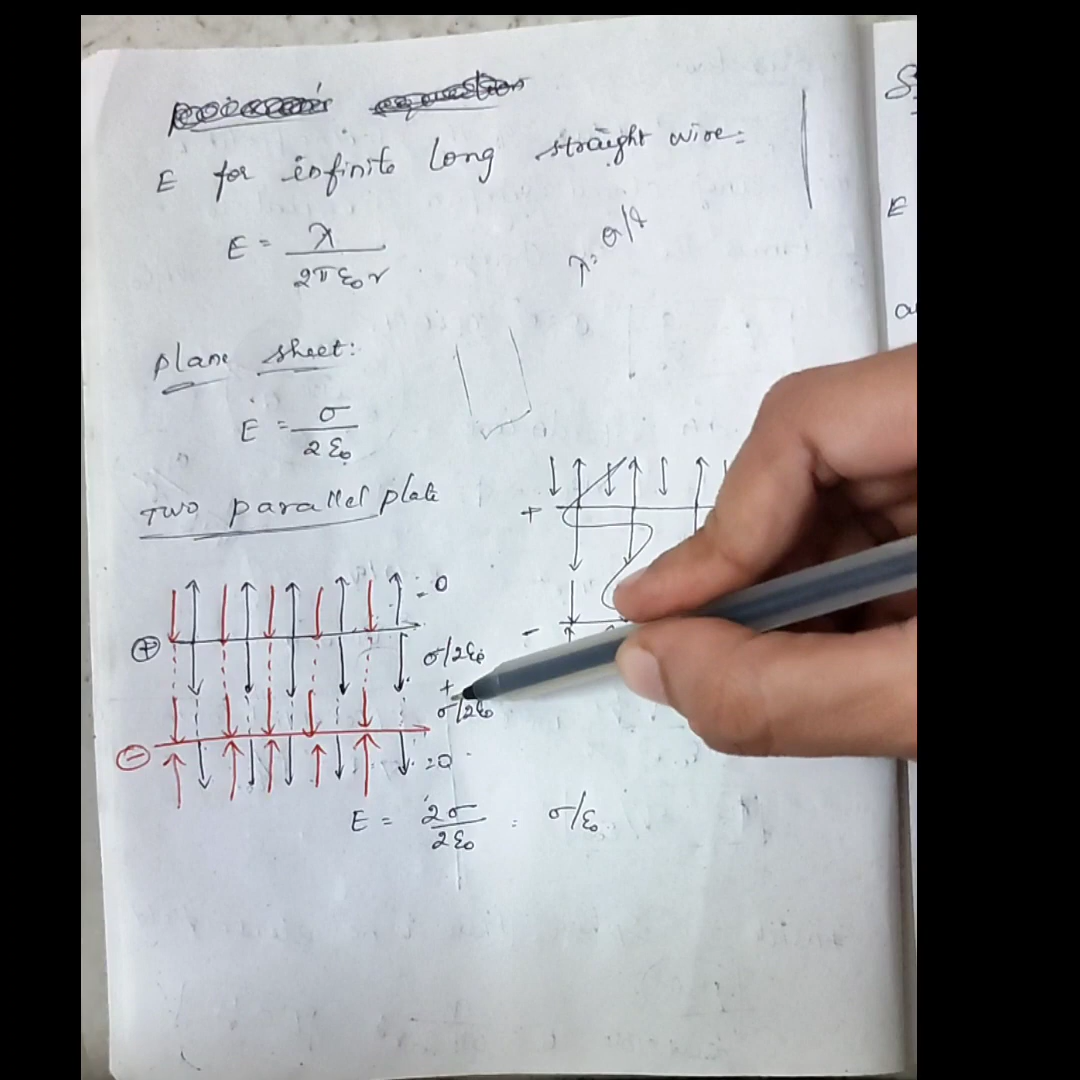 E for infinite long straight wire:
E = λ / 2πε₀r
λ = Q/l
plane sheet:
E = σ / 2ε₀
Two parallel plate
+
= 0
+
σ/2ε₀
+
σ/2ε₀
-
-
= 0
E = 2σ / 2ε₀ = σ/ε₀
E